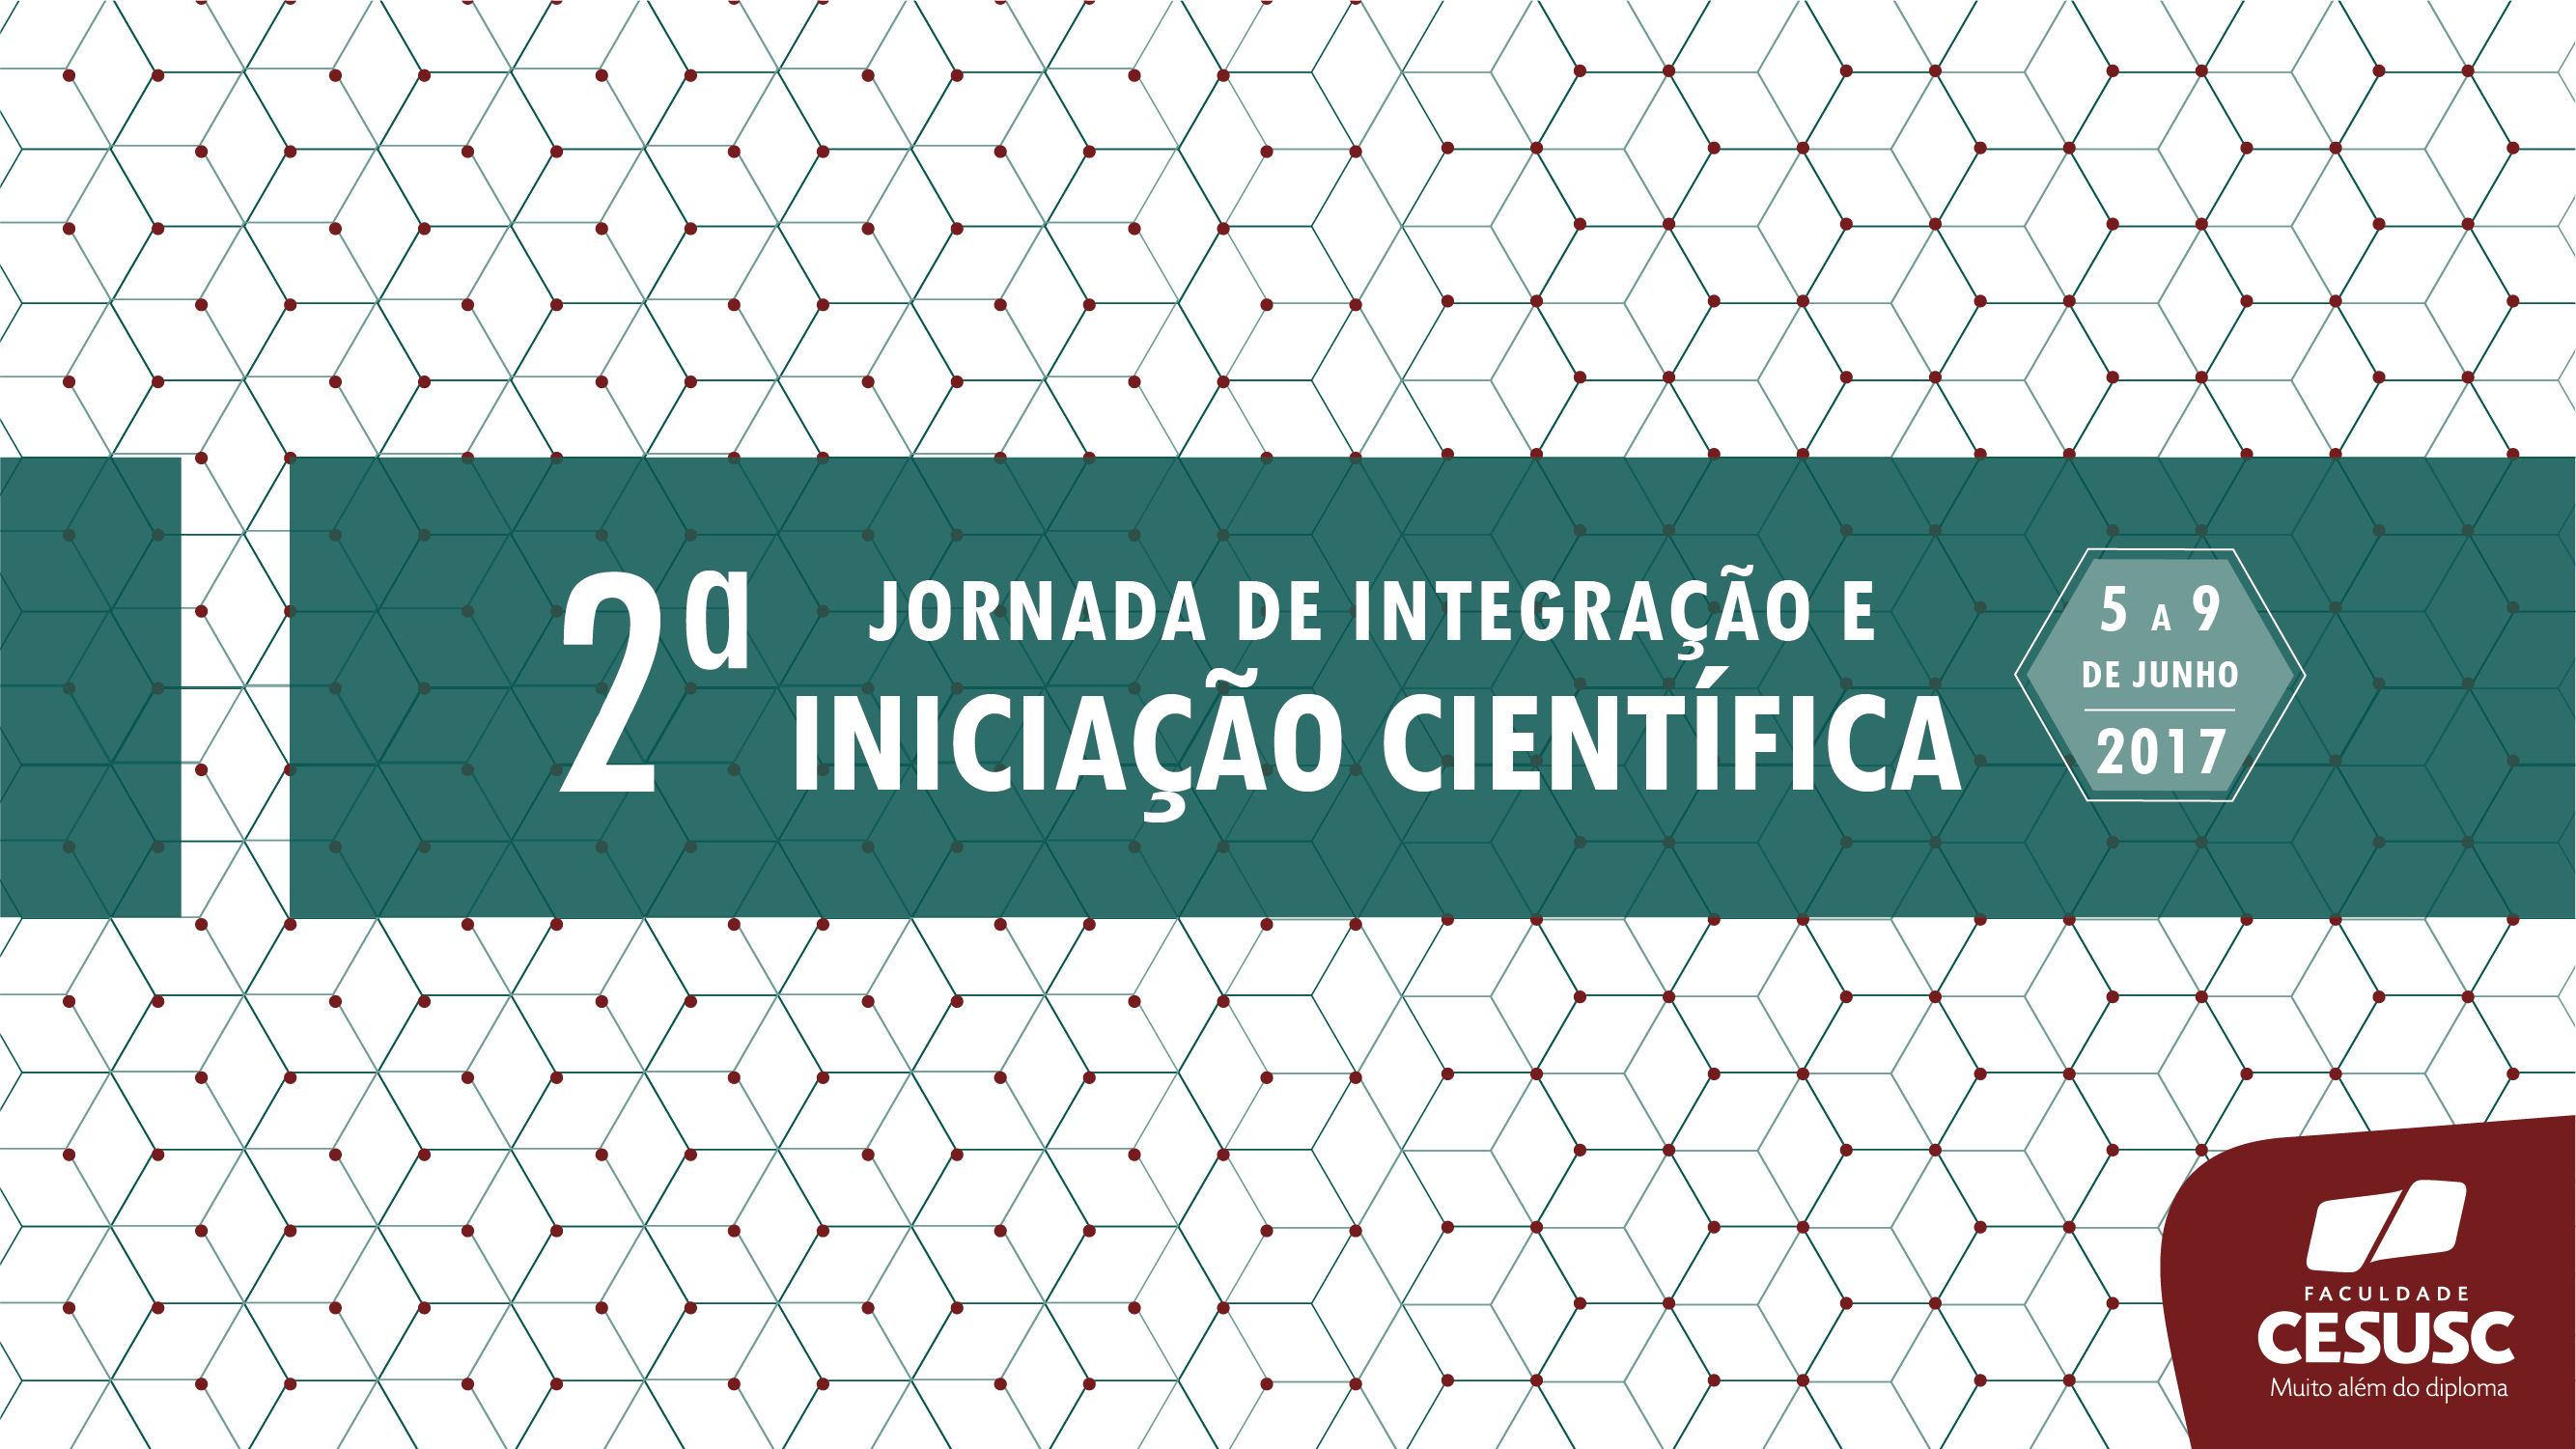 2ª
JORNADA DE INTEGRAÇÃO E
INICIAÇÃO CIENTÍFICA
5 A 9
DE JUNHO
2017
FACULDADE
CESUSC
Muito além do diploma